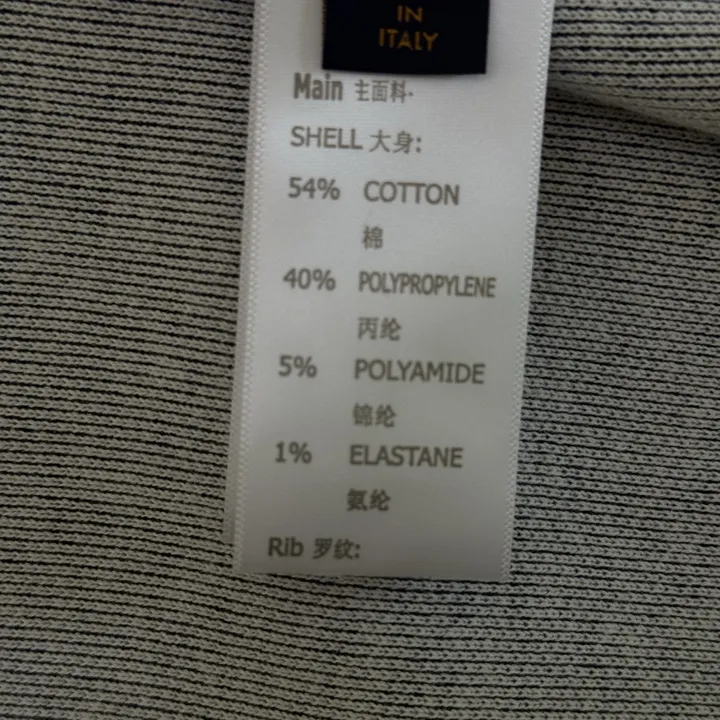 IN
ITALY
Main 主面料·
SHELL 大身:
54% COTTON
棉
40% POLYPROPYLENE
丙纶
5% POLYAMIDE
锦纶
1% ELASTANE
氨纶
Rib 罗纹: